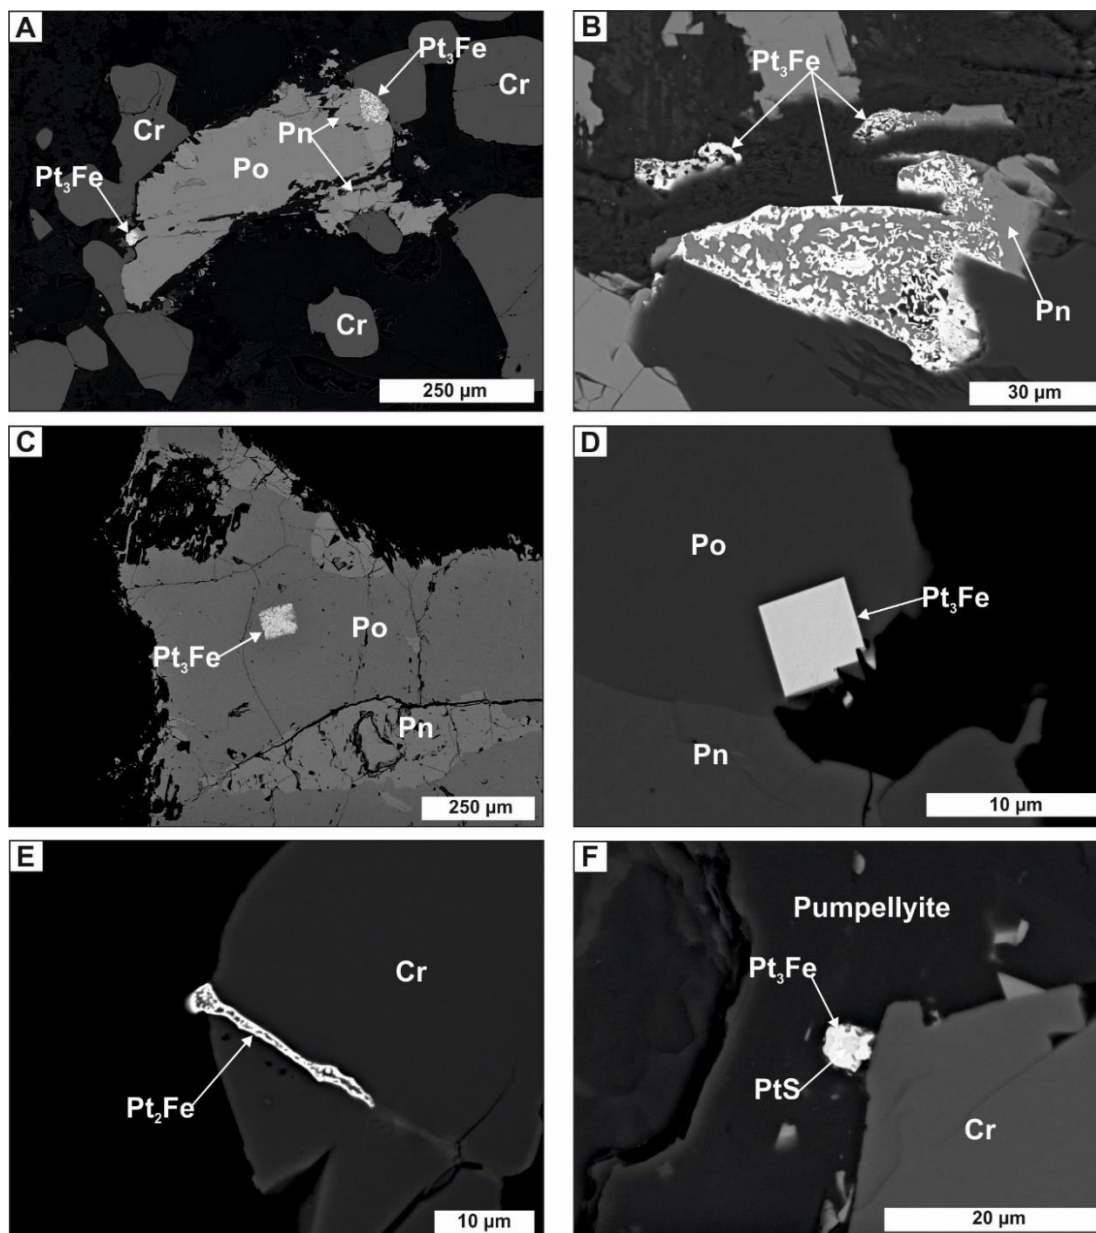 A
Pt₃Fe
Cr
Cr
Pn
Po
Pt₃Fe
Cr
250 µm
B
Pt₃Fe
Pn
30 µm
C
Po
Pt₃Fe
Pn
250 µm
D
Po
Pt₃Fe
Pn
10 µm
E
Cr
Pt₂Fe
10 µm
F
Pumpellyite
Pt₃Fe
PtS
Cr
20 µm